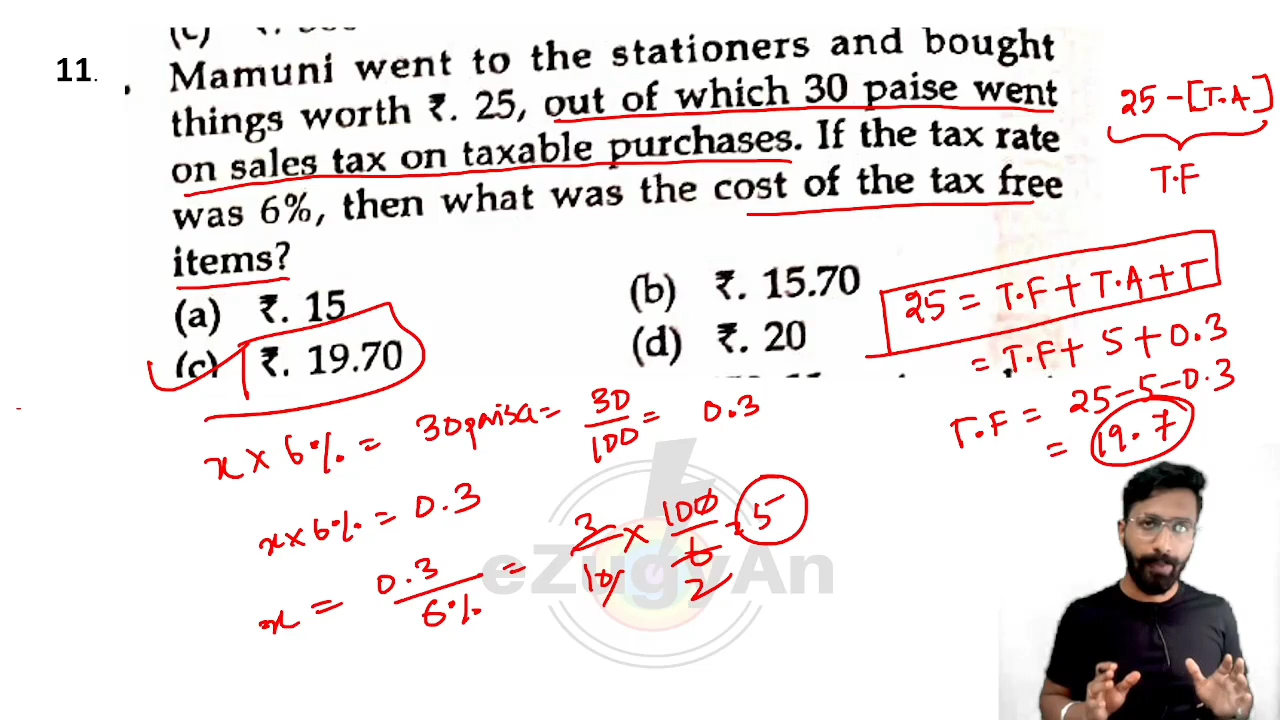 11.
Mamuni went to the stationers and bought
things worth ₹. 25, out of which 30 paise went
on sales tax on taxable purchases. If the tax rate
was 6%, then what was the cost of the tax free
items?
(a) ₹. 15
(b) ₹. 15.70
(c) ₹. 19.70
(d) ₹. 20
25 - [T.A]
T.F
25 = T.F + T.A + T
= T.F + 5 + 0.3
T.F = 25 - 5 - 0.3
= 19.7
x × 6% = 30 paisa = 30/100 = 0.3
x × 6% = 0.3
x = 0.3/6% = 3/10 × 100/6 = 5
2
eZugyAn